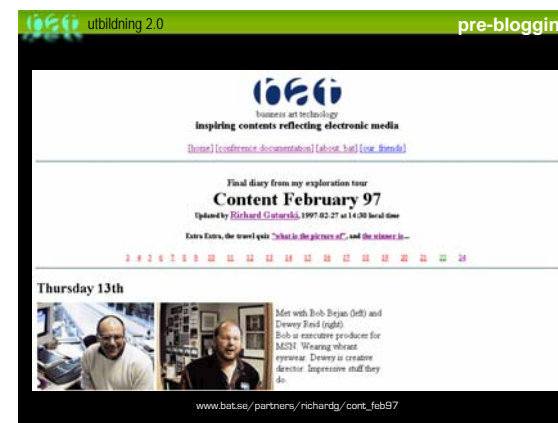 utbildning 2.0
pre-bloggin
bat
business art technology
inspiring contents reflecting electronic media
[home] [conference documentation] [about bat] [our friends]
Final diary from my exploration tour
Content February 97
Updated by Richard Gatarski, 1997-02-27 at 14:30 local time
Extra Extra, the travel quiz "what is the picture of", and the winner is...
3 4 5 6 7 8 9 10 11 12 13 14 15 16 17 18 19 20 21 22 24
Thursday 13th
Met with Bob Bejan (left) and
Dewey Reid (right).
Bob is executive producer for
MSN. Wearing vibrant
eyewear. Dewey is creative
director. Impressive stuff they
do.
www.bat.se/partners/richardg/cont_feb97